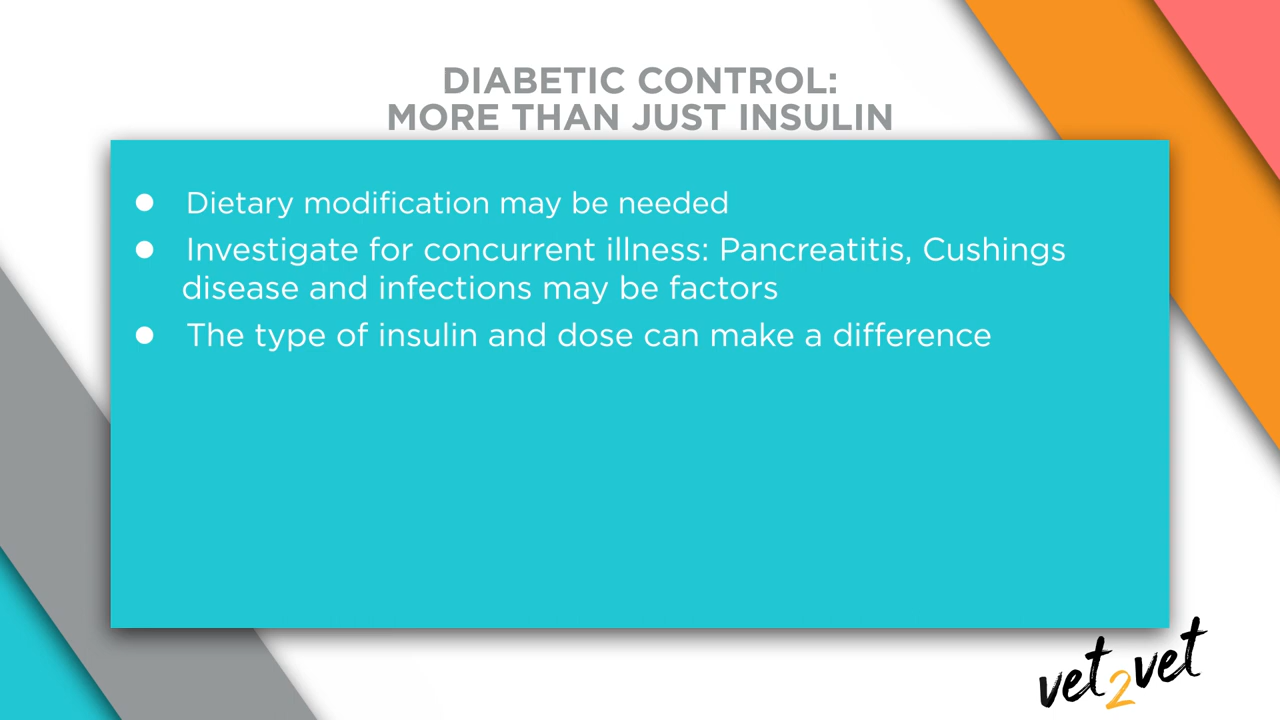 DIABETIC CONTROL:
MORE THAN JUST INSULIN
● Dietary modification may be needed
● Investigate for concurrent illness: Pancreatitis, Cushings
disease and infections may be factors
● The type of insulin and dose can make a difference
vet2vet